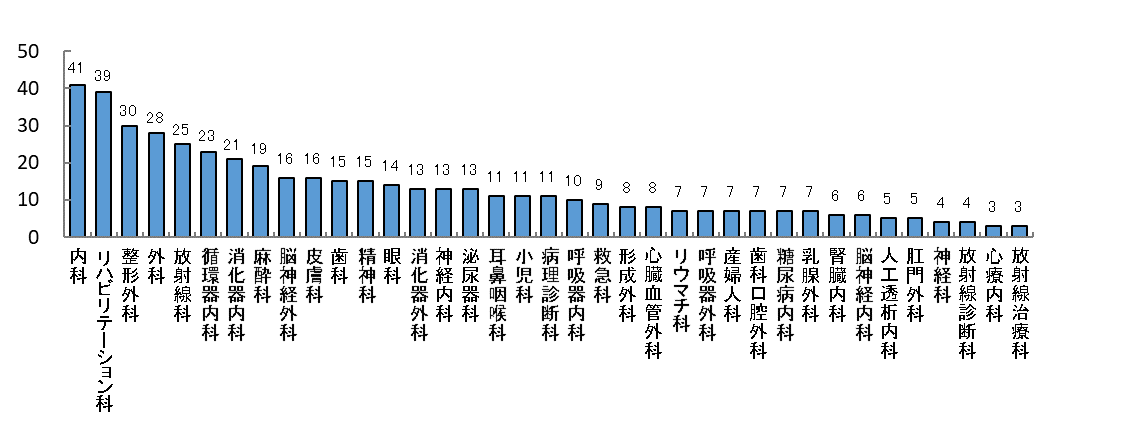 50
40
30
20
10
0
41
39
30
28
25
23
21
19
16
16
15
15
14
13
13
13
11
11
11
10
9
8
8
7
7
7
7
7
7
6
6
5
5
4
4
3
3
内科
リハビリテーション科
整形外科
外科
放射線科
循環器内科
消化器内科
麻酔科
脳神経外科
皮膚科
歯科
精神科
眼科
消化器外科
神経内科
泌尿器科
耳鼻咽喉科
小児科
病理診断科
呼吸器内科
救急科
形成外科
心臓血管外科
リウマチ科
呼吸器外科
産婦人科
歯科口腔外科
糖尿病内科
乳腺外科
腎臓内科
脳神経内科
人工透析内科
肛門外科
神経科
放射線診断科
心療内科
放射線治療科